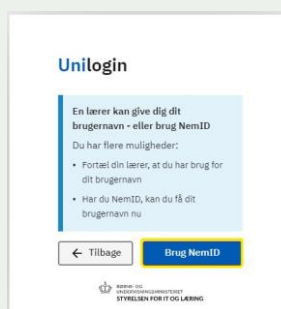 Unilogin
En lærer kan give dig dit
brugernavn - eller brug NemID
Du har flere muligheder:
• Fortæl din lærer, at du har brug for
dit brugernavn
• Har du NemID, kan du få dit
brugernavn nu
← Tilbage
Brug NemID
BØRNE- OG
UNDERVISNINGSMINISTERIET
STYRELSEN FOR IT OG LÆRING